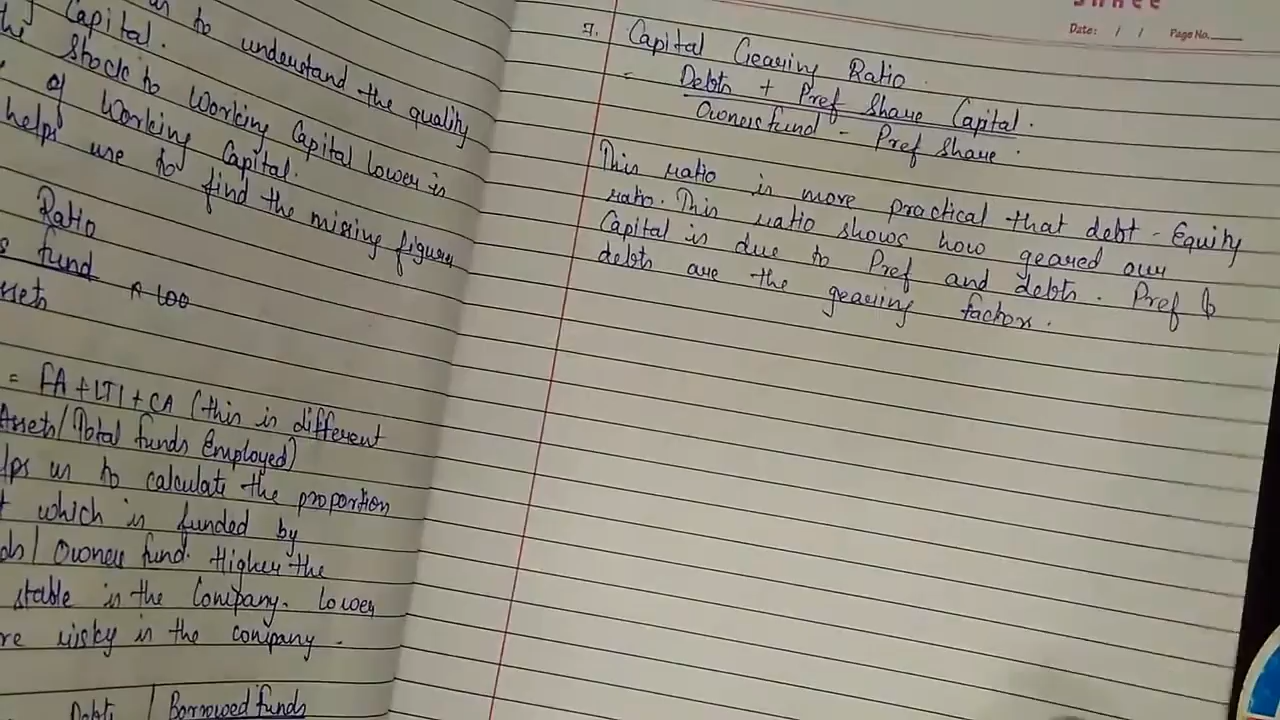 to understand the quality
Capital.
the Stock to Working Capital lower is
of Working Capital.
helps use to find the missing figures
Ratio
fund × 100
= FA + LTI + CA (this is different
Assets/Total funds Employed)
us to calculate the proportion
which is funded by
Owners fund. Higher the
stable is the Company. Lower
risky is the company.
Debts | Borrowed funds
Date: / / Page No.
7. Capital Gearing Ratio.
= Debts + Pref Share Capital.
Owners fund - Pref Share.
This ratio is more practical that debt-Equity
ratio. This ratio shows how geared our
Capital is due to Pref and debts. Pref &
debts are the gearing factors.